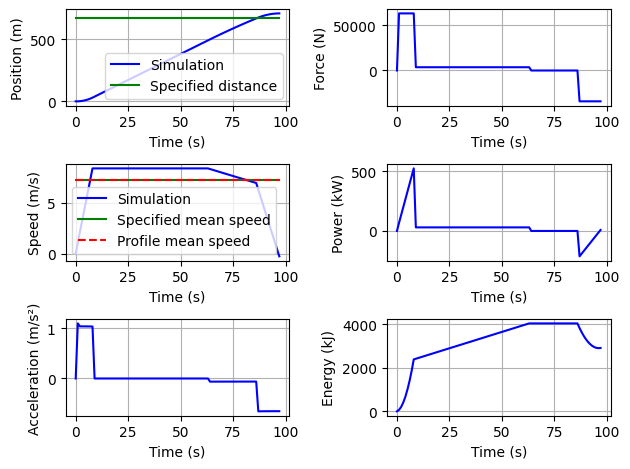 Position (m)
500
0
Simulation
Specified distance
0 25 50 75 100
Time (s)
Force (N)
50000
0
0 25 50 75 100
Time (s)
Speed (m/s)
5
0
Simulation
Specified mean speed
Profile mean speed
0 25 50 75 100
Time (s)
Power (kW)
500
0
0 25 50 75 100
Time (s)
Acceleration (m/s²)
1
0
0 25 50 75 100
Time (s)
Energy (kJ)
4000
2000
0
0 25 50 75 100
Time (s)